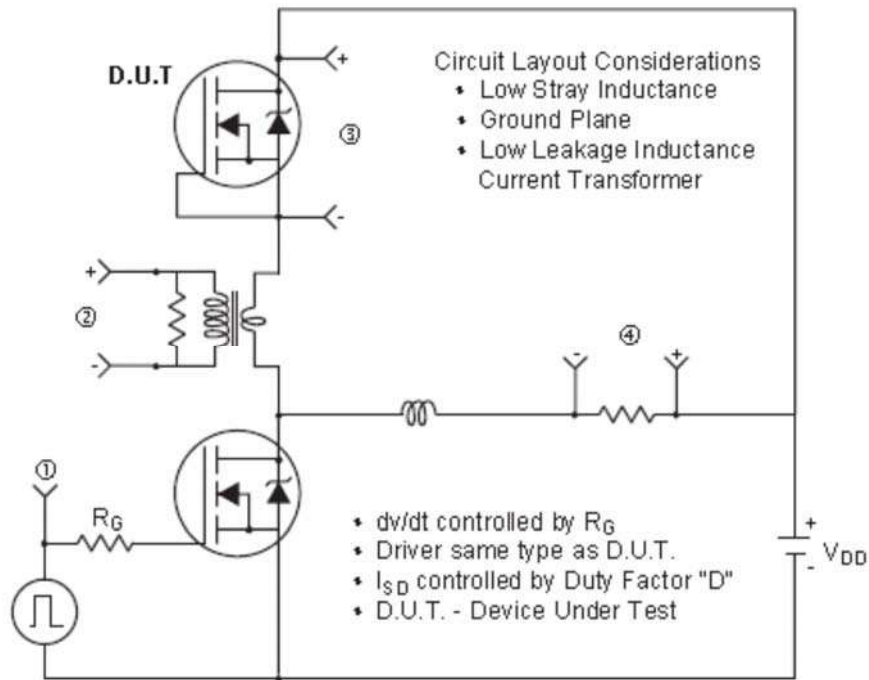 D.U.T
+
③
-
Circuit Layout Considerations
• Low Stray Inductance
• Ground Plane
• Low Leakage Inductance
Current Transformer
+
②
-
④
- +
①
R_G
• dv/dt controlled by R_G
• Driver same type as D.U.T.
• I_SD controlled by Duty Factor "D"
• D.U.T. - Device Under Test
+
V_DD
-